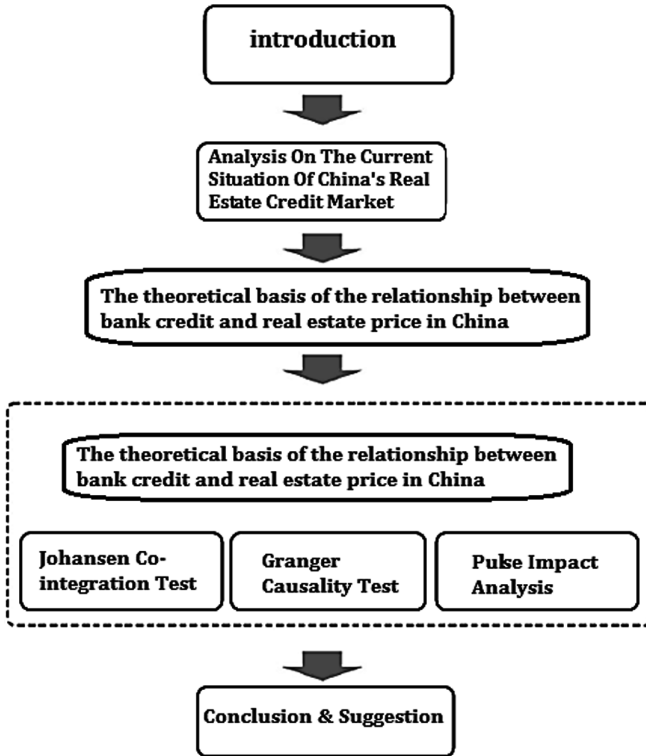 introduction
Analysis On The Current
Situation Of China's Real
Estate Credit Market
The theoretical basis of the relationship between
bank credit and real estate price in China
The theoretical basis of the relationship between
bank credit and real estate price in China
Johansen Co-
integration Test
Granger
Causality Test
Pulse Impact
Analysis
Conclusion & Suggestion